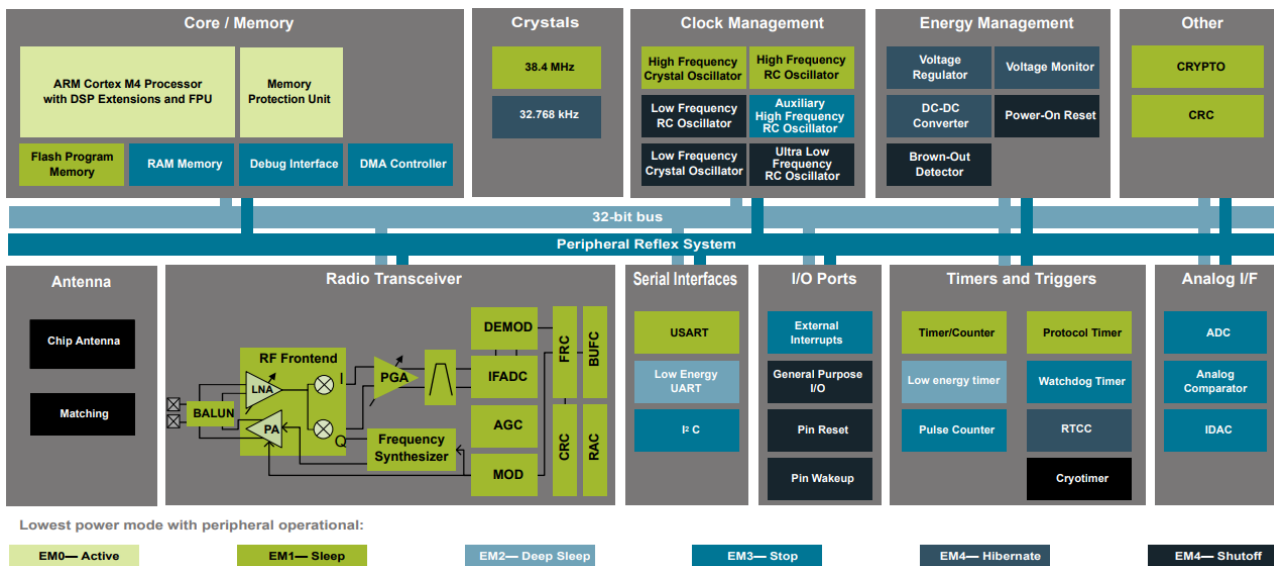 Core / Memory
Crystals
Clock Management
Energy Management
Other
ARM Cortex M4 Processor
with DSP Extensions and FPU
Memory
Protection Unit
Flash Program
Memory
RAM Memory
Debug Interface
DMA Controller
38.4 MHz
32.768 kHz
High Frequency
Crystal Oscillator
High Frequency
RC Oscillator
Low Frequency
RC Oscillator
Auxiliary
High Frequency
RC Oscillator
Low Frequency
Crystal Oscillator
Ultra Low
Frequency
RC Oscillator
Voltage
Regulator
Voltage Monitor
DC-DC
Converter
Power-On Reset
Brown-Out
Detector
CRYPTO
CRC
32-bit bus
Peripheral Reflex System
Antenna
Radio Transceiver
Serial Interfaces
I/O Ports
Timers and Triggers
Analog I/F
Chip Antenna
Matching
RF Frontend
LNA
I
BALUN
PA
Q
PGA
Frequency
Synthesizer
DEMOD
IFADC
AGC
MOD
FRC
BUFC
CRC
RAC
USART
Low Energy
UART
I² C
External
Interrupts
General Purpose
I/O
Pin Reset
Pin Wakeup
Timer/Counter
Protocol Timer
Low energy timer
Watchdog Timer
Pulse Counter
RTCC
Cryotimer
ADC
Analog
Comparator
IDAC
Lowest power mode with peripheral operational:
EM0— Active
EM1— Sleep
EM2— Deep Sleep
EM3— Stop
EM4— Hibernate
EM4— Shutoff